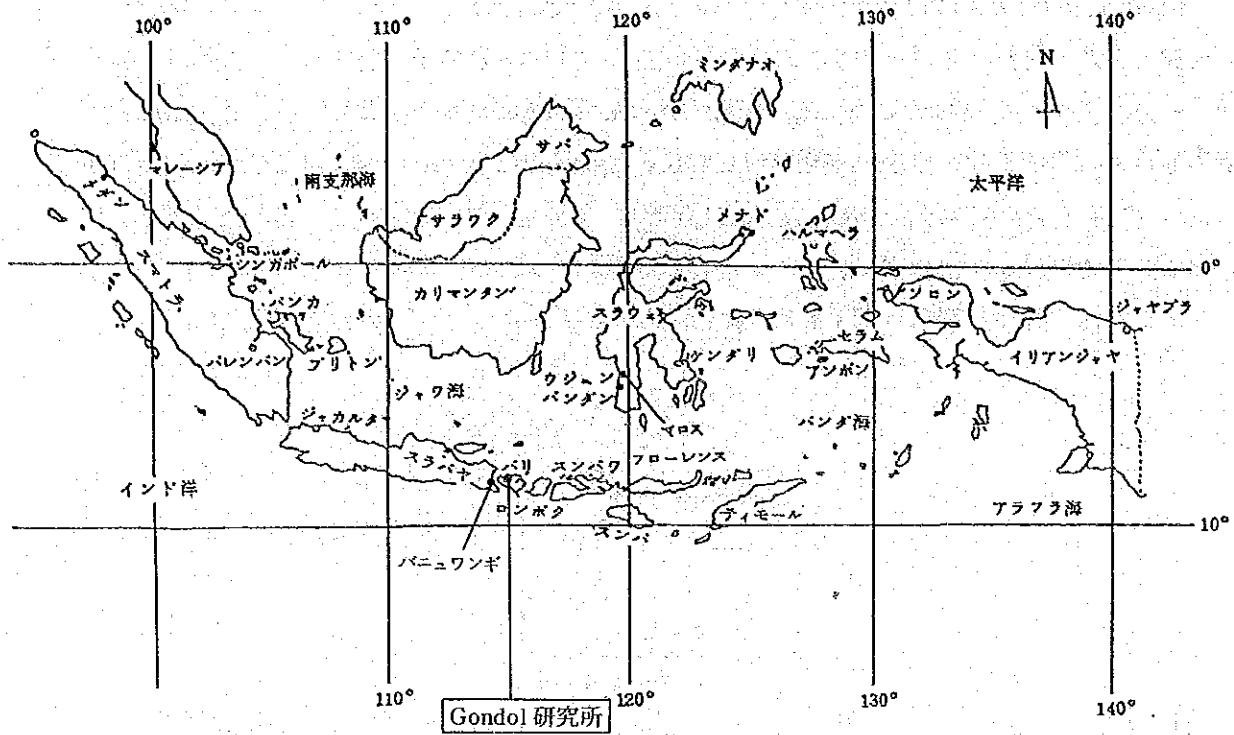 100°
110°
120°
130°
140°
N
ミンダナオ
マレーシア
サバ
南支那海
太平洋
メダン
サラワク
メナド
ハルマヘラ
スマトラ
シンガポール
0°
カリマンタン
バンカ
スラウェシ
ソロン
ジャヤプラ
パレンバン
ブリトン
ケンダリ
セラム
アンボン
イリアンジャヤ
ジャワ海
ウジュン
パンダン
ジャカルタ
マロス
バンダ海
スラバヤ
バリ
スンバワ
フローレンス
インド洋
ロンボク
ティモール
アラフラ海
スンバ
10°
バニュワンギ
110°
120°
130°
140°
Gondol 研究所